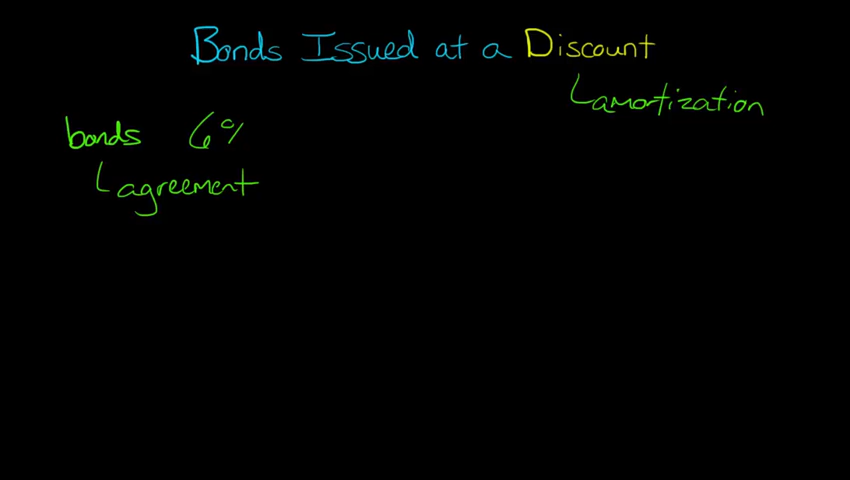 Bonds Issued at a Discount
amortization
bonds 6%
agreement